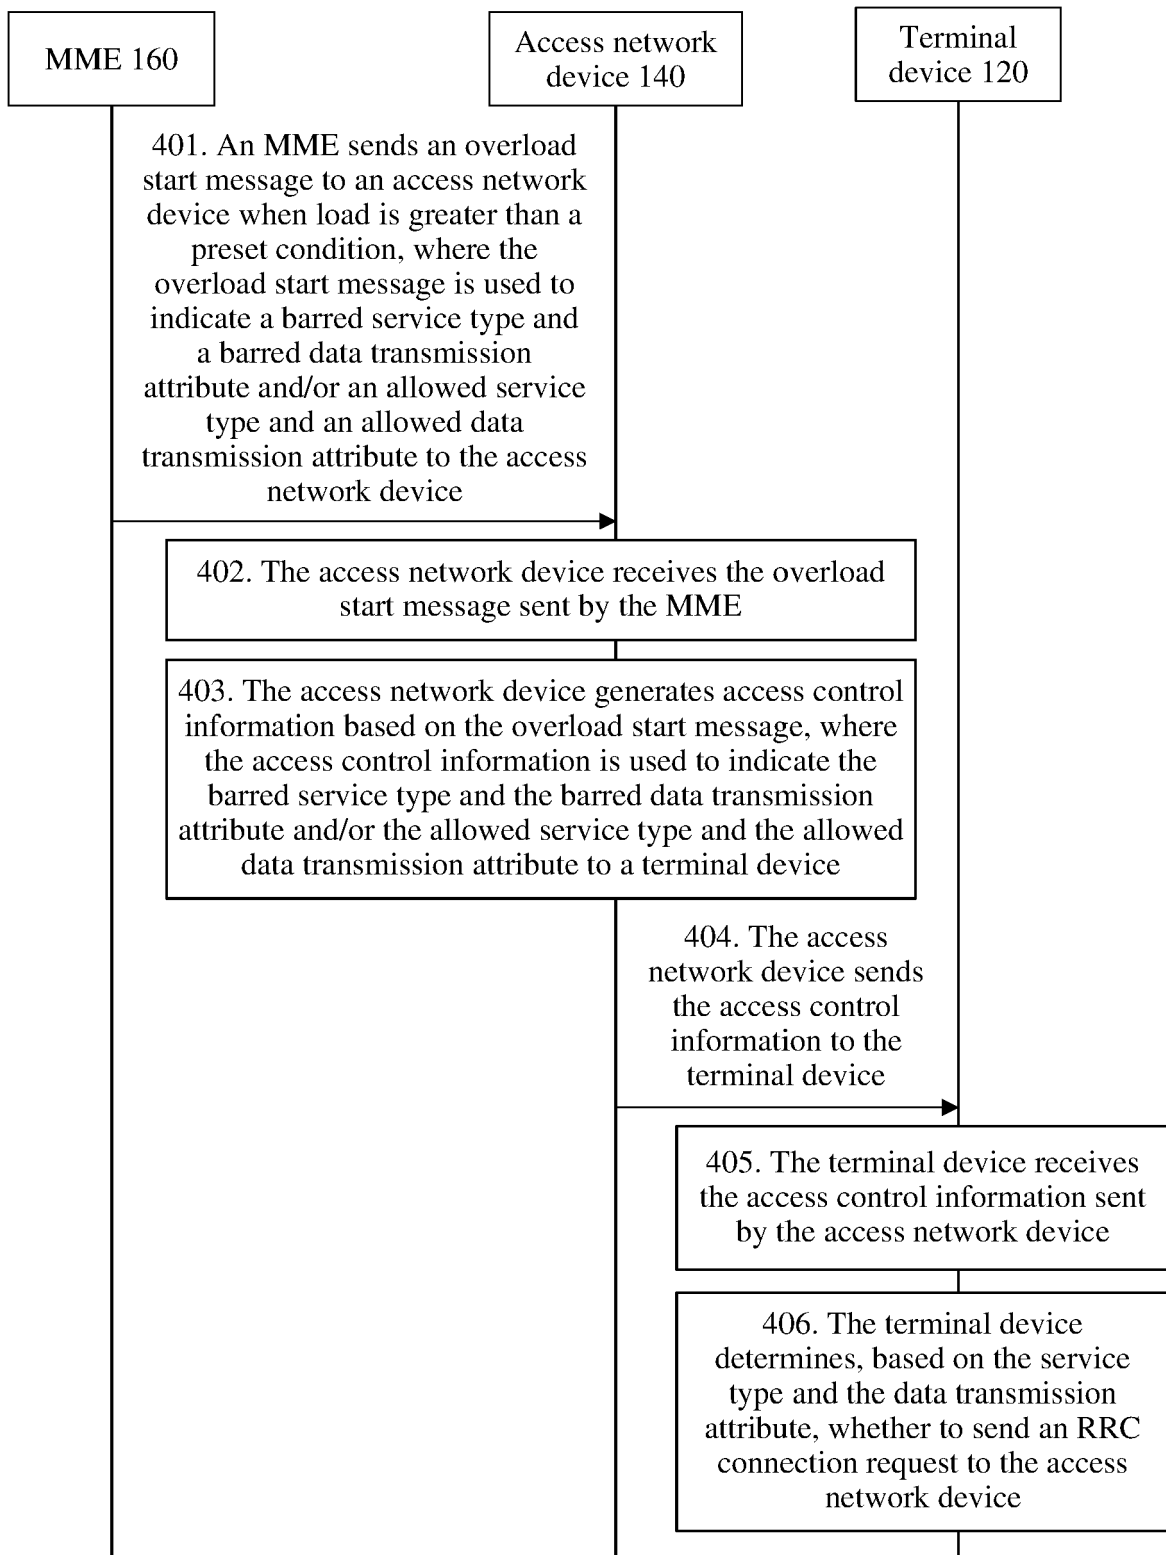 MME 160
Access network
device 140
Terminal
device 120
401. An MME sends an overload
start message to an access network
device when load is greater than a
preset condition, where the
overload start message is used to
indicate a barred service type and
a barred data transmission
attribute and/or an allowed service
type and an allowed data
transmission attribute to the access
network device
402. The access network device receives the overload
start message sent by the MME
403. The access network device generates access control
information based on the overload start message, where
the access control information is used to indicate the
barred service type and the barred data transmission
attribute and/or the allowed service type and the allowed
data transmission attribute to a terminal device
404. The access
network device sends
the access control
information to the
terminal device
405. The terminal device receives
the access control information sent
by the access network device
406. The terminal device
determines, based on the service
type and the data transmission
attribute, whether to send an RRC
connection request to the access
network device